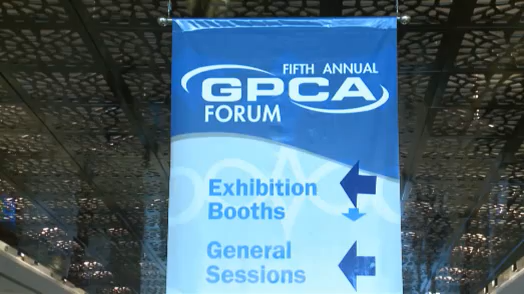 FIFTH ANNUAL
GPCA
FORUM
Exhibition
Booths
General
Sessions